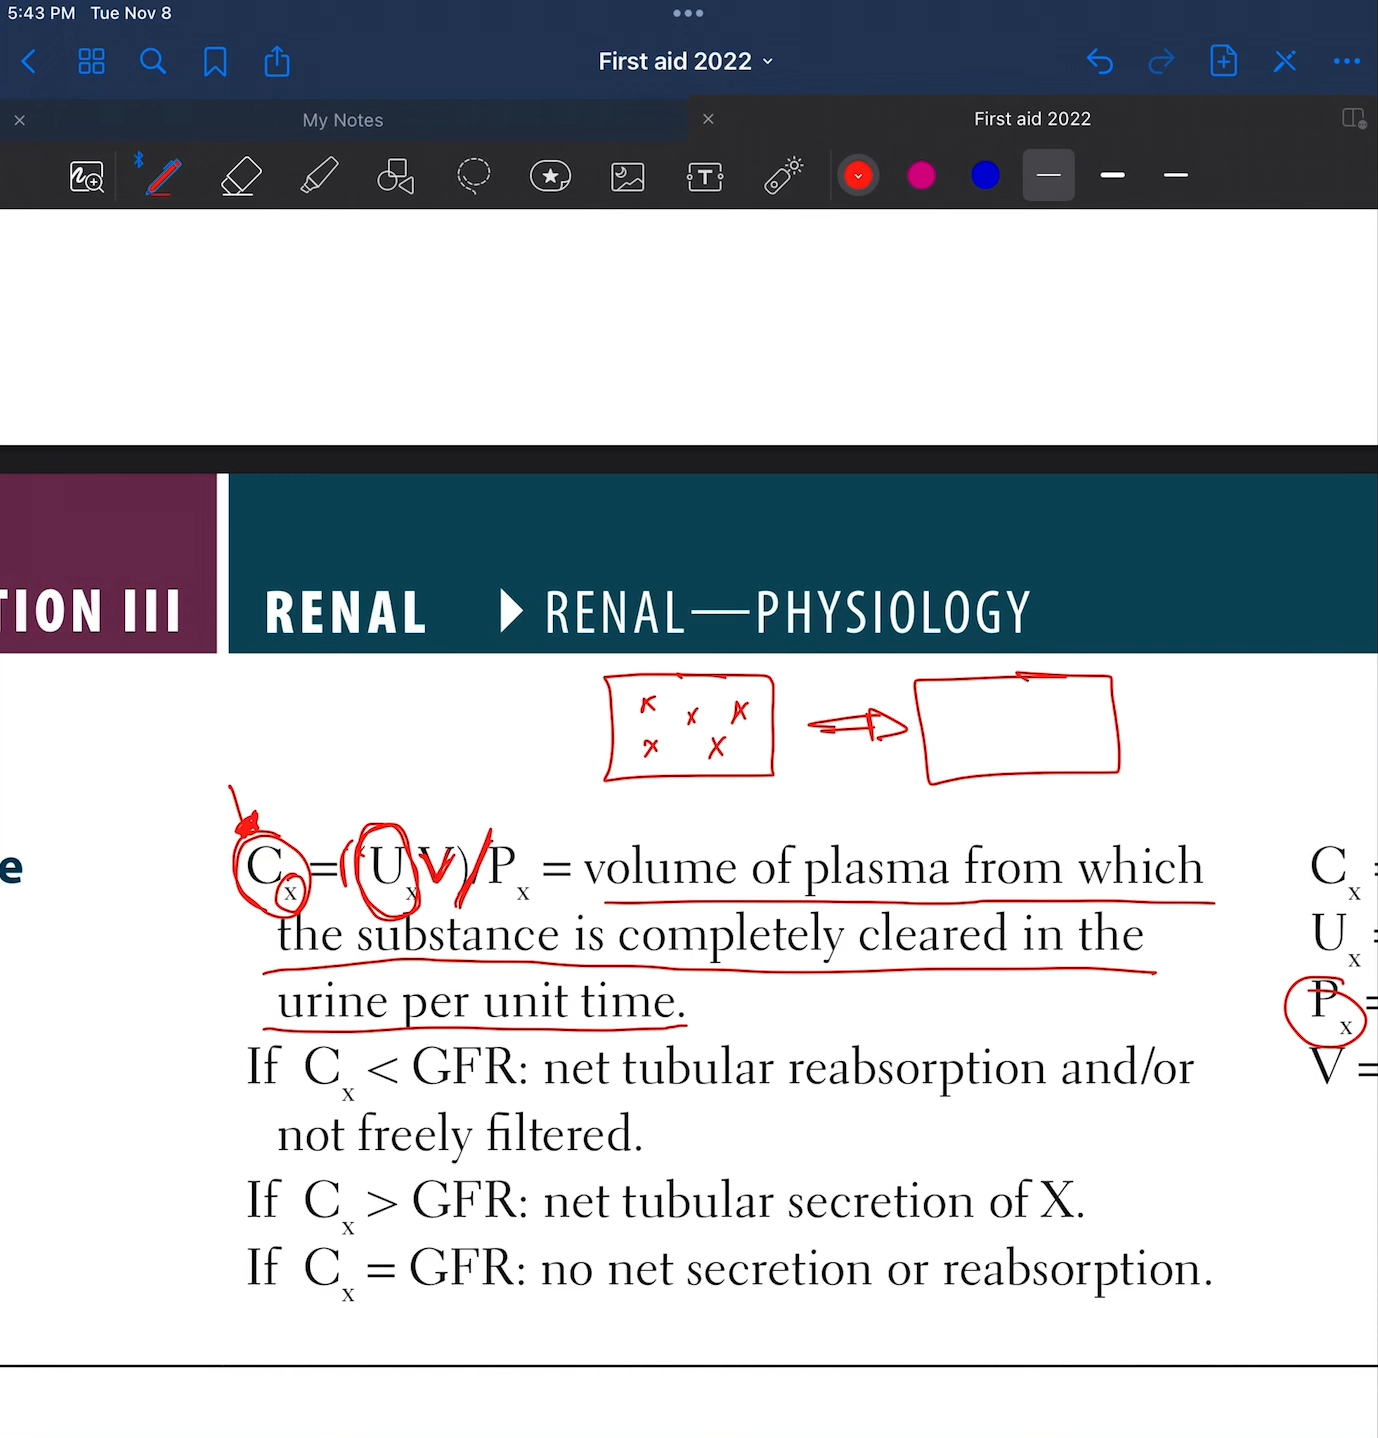 5:43 PM Tue Nov 8
First aid 2022
My Notes
First aid 2022
TION III
RENAL ▶ RENAL—PHYSIOLOGY
x x x
x x
e
Cx = (UxV)/Px = volume of plasma from which
the substance is completely cleared in the
urine per unit time.
If Cx < GFR: net tubular reabsorption and/or
not freely filtered.
If Cx > GFR: net tubular secretion of X.
If Cx = GFR: no net secretion or reabsorption.
Cx =
Ux =
Px =
V =